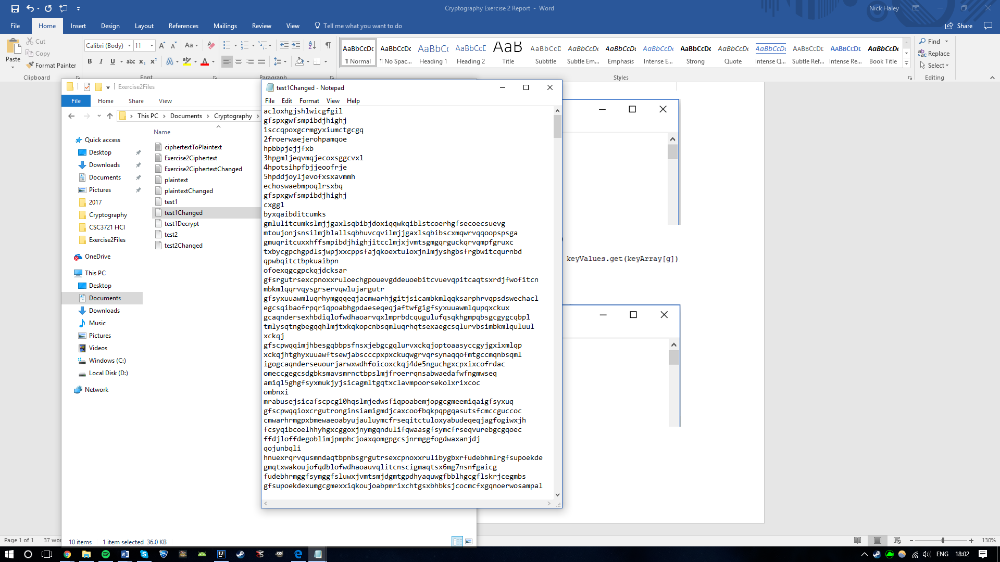 Cryptography Exercise 2 Report - Word
Nick Haley
File
Home
Insert
Design
Layout
References
Mailings
Review
View
Tell me what you want to do
Share
Paste
Cut
Copy
Format Painter
Clipboard
Calibri (Body)
11
Font
Paragraph
AaBbCcDc
¶ Normal
AaBbCcDc
¶ No Spac...
AaBbCc
Heading 1
AaBbCcD
Heading 2
AaB
Title
AaBbCcD
Subtitle
AaBbCcDc
Subtle Em...
AaBbCcDc
Emphasis
AaBbCcDc
Intense E...
AaBbCcDc
Strong
AaBbCcDc
Quote
AaBbCcDc
Intense Q...
AaBbCcDc
Subtle Ref...
AaBbCcDc
Intense Re...
AaBbCcDc
Book Title
Styles
Find
Replace
Select
Editing
Exercise2Files
File
Home
Share
View
This PC
Documents
Cryptography
Name
Quick access
Desktop
Downloads
Documents
Pictures
2017
Cryptography
CSC3721 HCI
Exercise2Files
OneDrive
This PC
Desktop
Documents
Downloads
Music
Pictures
Videos
Windows (C:)
Local Disk (D:)
Network
ciphertextToPlaintext
Exercise2Ciphertext
Exercise2CiphertextChanged
plaintext
plaintextChanged
test1
test1Changed
test1Decrypt
test2
test2Changed
10 items
1 item selected 36.0 KB
test1Changed - Notepad
File Edit Format View Help
acloxhgjshlwicgfgil
gfspxgwfsmpibdjhighj
1sccqpoxgcrmgyxiumctgcgq
2froerwaejerohpamqoe
hpbbpjejjfxb
3hpgmljeqvmqjecoxsggcvxl
4hpotsihpfbjjeoofrje
5hpddjoyljevofxsxavmmh
echoswaebmpoqlrsxbq
gfspxgwfsmpibdjhighj
cxgg1
byxqaibditcumks
gmlulitcumkslmjjgaxlsqbibjdoxiqqwkqiblstcoerhgfsecoecsuevg
mtoujonjsnsilmjblallsqbhuvcqvilmjjgaxlsqbibscxmqwrvqqoopspsga
gmuqritcuxxhffsmpibdjhighjitcclmjxjvmtsgmgqrguckqrvqmpfgruxc
txbycgpchgpdlsjwpjxxcppsfajqkoextuloxjnlmjyshgbsfrgbwitcqurnbd
qpwbqitctbpkuaibpn
ofoexqgcgpckqjdcksar
gfsrgutrsexcpnoxxruloechgpouevgddeuoebitcvuevqpitcaqtsxrdjfwofitcn
mbkmlqqrvqysgrservqwlujargutr
gfsyxuuawmluqrhymgqqeqjacmwarhjgitjsicambkmlqqksarphrvqpsdswechacl
egcsqibaofrpqriqpoabhgpdaeseqeqjaftwfgigfsyxuuawmlqupqxckux
gcaqndersexhbdiqlofwdhaoarvqxlmprbdcqugulufqsqkhgmpqbsgcgygcqbpl
tmlysqtngbegqqhlmjtxkqkopcnbsqmluqrhqtsexaegcsqlurvbsimbkmlquluul
xckqj
gfscpwqqimjhbesgqbbpsfnsxjebgcgqlurvxckqjoptoaasyccgyjgxixmlqp
xckqjhtghyxuuawftsewjabscccpxpxckuqwgrvqrsynaqqofmtgccmqnbsqml
igogcaqnderseuourjarwxwdhfoicoxckqj4de5nguchgxcpxixcofrdac
omeccgegcsdgbksmavsmrnctbpslmjfroerrqnsabwaedafwfngmwseq
amiq15ghgfsyxmukjyjsicagmltgqtxclavmpoorsekolxrixcoc
ombnxi
mrabusejsicafscpcg10hqslmjedwsfiqpoabemjopgcgmeemiqaigfsyxuq
gfscpwqqioxcrgutronginsiamigmdjcaxcoofbqkpqpgqasutsfcmccguccoc
cmwarhrmgpxbmewaeoabyujauluymcfrseqitctuloxyabudeqeqjagfogiwxjh
fcsyqibcoelhhyhgxcggoxjnymgqndulifqwaasgfsymcfrseqvurebgcgqoec
ffdjloffdegoblimjpmphcjoaxqomgpgcsjnrmggfogdwaxanjdj
qojunbqli
hnuexrqrvqusmndaqtbpnbsgrgutrsexcpnoxxrulibygbxrfudebhmlrgfsupoekde
gmqtxwakoujofqdblofwdhaoauvqlitcnscigmaqtsx6mg7nsnfgaicg
fudebhrmggfsymggfsluwxjvmtsmjdgmtgpdhyaquwgfbblhgcgflskrjcegmbs
gfsupoekdexumgcgmexxiqkoujoabpmrixchtgsxbhbksjcocmcfxgqnoerwosampal
keyValues.get(keyArray[g])
Page 1 of 1
37 wor
130%
ENG
18:02